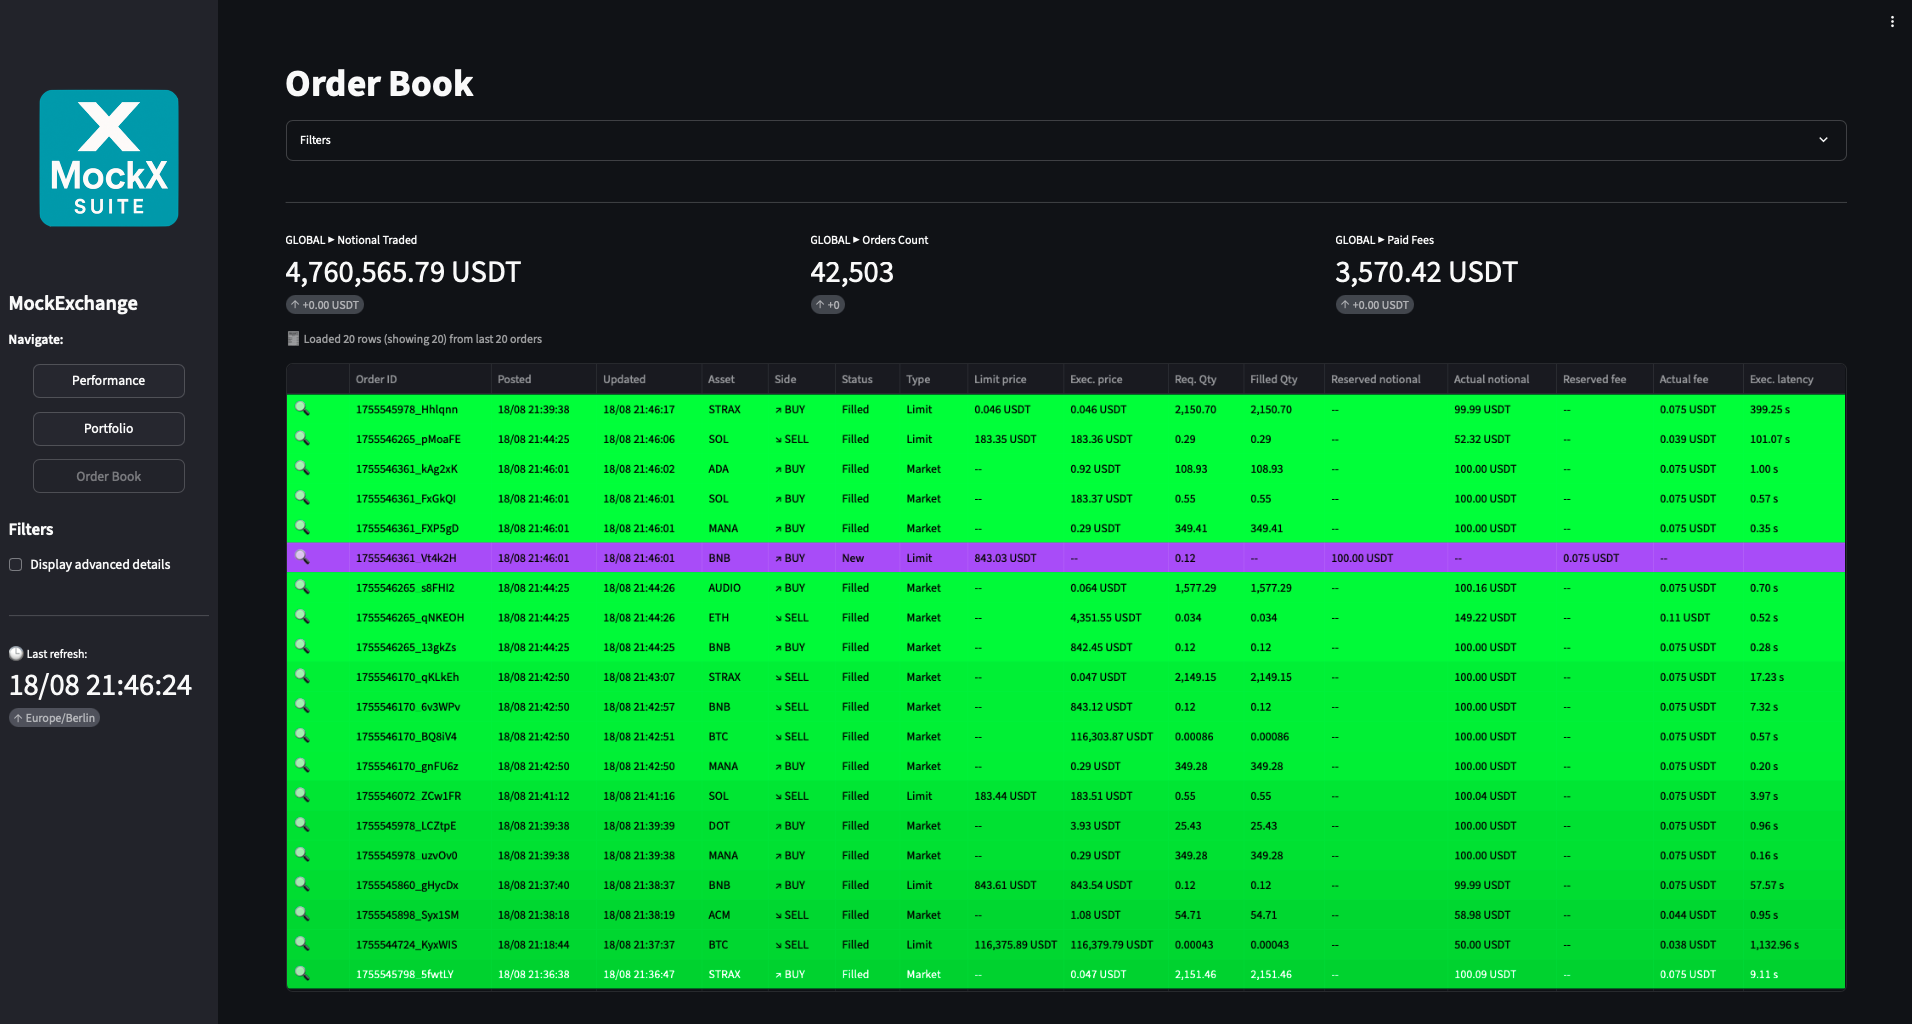 X
MockX
SUITE
MockExchange
Navigate:
Performance
Portfolio
Order Book
Filters
Display advanced details
Last refresh:
18/08 21:46:24
↑ Europe/Berlin
Order Book
Filters
GLOBAL ▸ Notional Traded GLOBAL ▸ Orders Count GLOBAL ▸ Paid Fees
4,760,565.79 USDT 42,503 3,570.42 USDT
↑ +0.00 USDT ↑ +0 ↑ +0.00 USDT
Loaded 20 rows (showing 20) from last 20 orders
Order ID Posted Updated Asset Side Status Type Limit price Exec. price Req. Qty Filled Qty Reserved notional Actual notional Reserved fee Actual fee Exec. latency
1755545978_Hhlqnn 18/08 21:39:38 18/08 21:46:17 STRAX ↗ BUY Filled Limit 0.046 USDT 0.046 USDT 2,150.70 2,150.70 -- 99.99 USDT -- 0.075 USDT 399.25 s
1755546265_pMoaFE 18/08 21:44:25 18/08 21:46:06 SOL ↘ SELL Filled Limit 183.35 USDT 183.36 USDT 0.29 0.29 -- 52.32 USDT -- 0.039 USDT 101.07 s
1755546361_kAg2xK 18/08 21:46:01 18/08 21:46:02 ADA ↗ BUY Filled Market -- 0.92 USDT 108.93 108.93 -- 100.00 USDT -- 0.075 USDT 1.00 s
1755546361_FxGkQI 18/08 21:46:01 18/08 21:46:01 SOL ↗ BUY Filled Market -- 183.37 USDT 0.55 0.55 -- 100.00 USDT -- 0.075 USDT 0.57 s
1755546361_FXP5gD 18/08 21:46:01 18/08 21:46:01 MANA ↗ BUY Filled Market -- 0.29 USDT 349.41 349.41 -- 100.00 USDT -- 0.075 USDT 0.35 s
1755546361_Vt4k2H 18/08 21:46:01 18/08 21:46:01 BNB ↗ BUY New Limit 843.03 USDT -- 0.12 -- 100.00 USDT -- 0.075 USDT --
1755546265_s8FHI2 18/08 21:44:25 18/08 21:44:26 AUDIO ↗ BUY Filled Market -- 0.064 USDT 1,577.29 1,577.29 -- 100.16 USDT -- 0.075 USDT 0.70 s
1755546265_qNKEOH 18/08 21:44:25 18/08 21:44:26 ETH ↘ SELL Filled Market -- 4,351.55 USDT 0.034 0.034 -- 149.22 USDT -- 0.11 USDT 0.52 s
1755546265_13gkZs 18/08 21:44:25 18/08 21:44:25 BNB ↗ BUY Filled Market -- 842.45 USDT 0.12 0.12 -- 100.00 USDT -- 0.075 USDT 0.28 s
1755546170_qKLkEh 18/08 21:42:50 18/08 21:43:07 STRAX ↘ SELL Filled Market -- 0.047 USDT 2,149.15 2,149.15 -- 100.00 USDT -- 0.075 USDT 17.23 s
1755546170_6v3WPv 18/08 21:42:50 18/08 21:42:57 BNB ↘ SELL Filled Market -- 843.12 USDT 0.12 0.12 -- 100.00 USDT -- 0.075 USDT 7.32 s
1755546170_BQ8iV4 18/08 21:42:50 18/08 21:42:51 BTC ↘ SELL Filled Market -- 116,303.87 USDT 0.00086 0.00086 -- 100.00 USDT -- 0.075 USDT 0.57 s
1755546170_gnFU6z 18/08 21:42:50 18/08 21:42:50 MANA ↗ BUY Filled Market -- 0.29 USDT 349.28 349.28 -- 100.00 USDT -- 0.075 USDT 0.20 s
1755546072_ZCw1FR 18/08 21:41:12 18/08 21:41:16 SOL ↘ SELL Filled Limit 183.44 USDT 183.51 USDT 0.55 0.55 -- 100.04 USDT -- 0.075 USDT 3.97 s
1755545978_LCZtpE 18/08 21:39:38 18/08 21:39:39 DOT ↗ BUY Filled Market -- 3.93 USDT 25.43 25.43 -- 100.00 USDT -- 0.075 USDT 0.96 s
1755545978_uzvOv0 18/08 21:39:38 18/08 21:39:38 MANA ↗ BUY Filled Market -- 0.29 USDT 349.28 349.28 -- 100.00 USDT -- 0.075 USDT 0.16 s
1755545860_gHycDx 18/08 21:37:40 18/08 21:38:37 BNB ↗ BUY Filled Limit 843.61 USDT 843.54 USDT 0.12 0.12 -- 99.99 USDT -- 0.075 USDT 57.57 s
1755545898_Syx1SM 18/08 21:38:18 18/08 21:38:19 ACM ↘ SELL Filled Market -- 1.08 USDT 54.71 54.71 -- 58.98 USDT -- 0.044 USDT 0.95 s
1755544724_KyxWIS 18/08 21:18:44 18/08 21:37:37 BTC ↘ SELL Filled Limit 116,375.89 USDT 116,379.79 USDT 0.00043 0.00043 -- 50.00 USDT -- 0.038 USDT 1,132.96 s
1755545798_5fwtLY 18/08 21:36:38 18/08 21:36:47 STRAX ↗ BUY Filled Market -- 0.047 USDT 2,151.46 2,151.46 -- 100.09 USDT -- 0.075 USDT 9.11 s